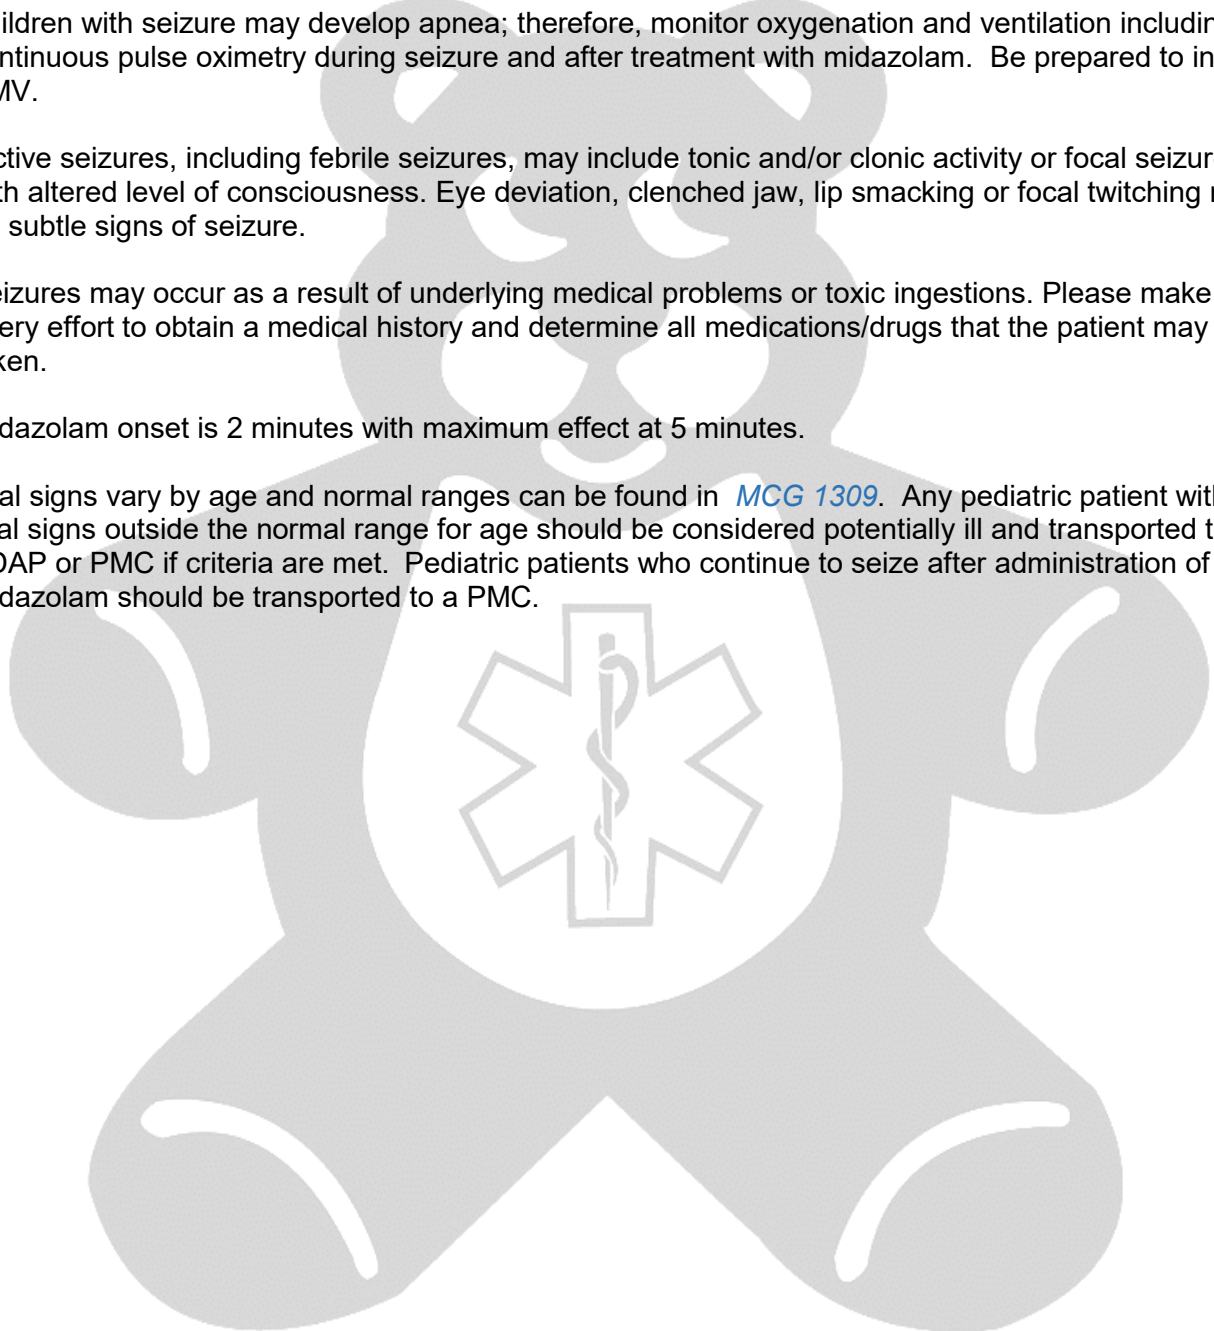 ildren with seizure may develop apnea; therefore, monitor oxygenation and ventilation includin
ntinuous pulse oximetry during seizure and after treatment with midazolam. Be prepared to in
MV.
ctive seizures, including febrile seizures, may include tonic and/or clonic activity or focal seizur
th altered level of consciousness. Eye deviation, clenched jaw, lip smacking or focal twitching
subtle signs of seizure.
eizures may occur as a result of underlying medical problems or toxic ingestions. Please make
ery effort to obtain a medical history and determine all medications/drugs that the patient may
ken.
dazolam onset is 2 minutes with maximum effect at 5 minutes.
al signs vary by age and normal ranges can be found in MCG 1309. Any pediatric patient with
al signs outside the normal range for age should be considered potentially ill and transported t
DAP or PMC if criteria are met. Pediatric patients who continue to seize after administration of
dazolam should be transported to a PMC.